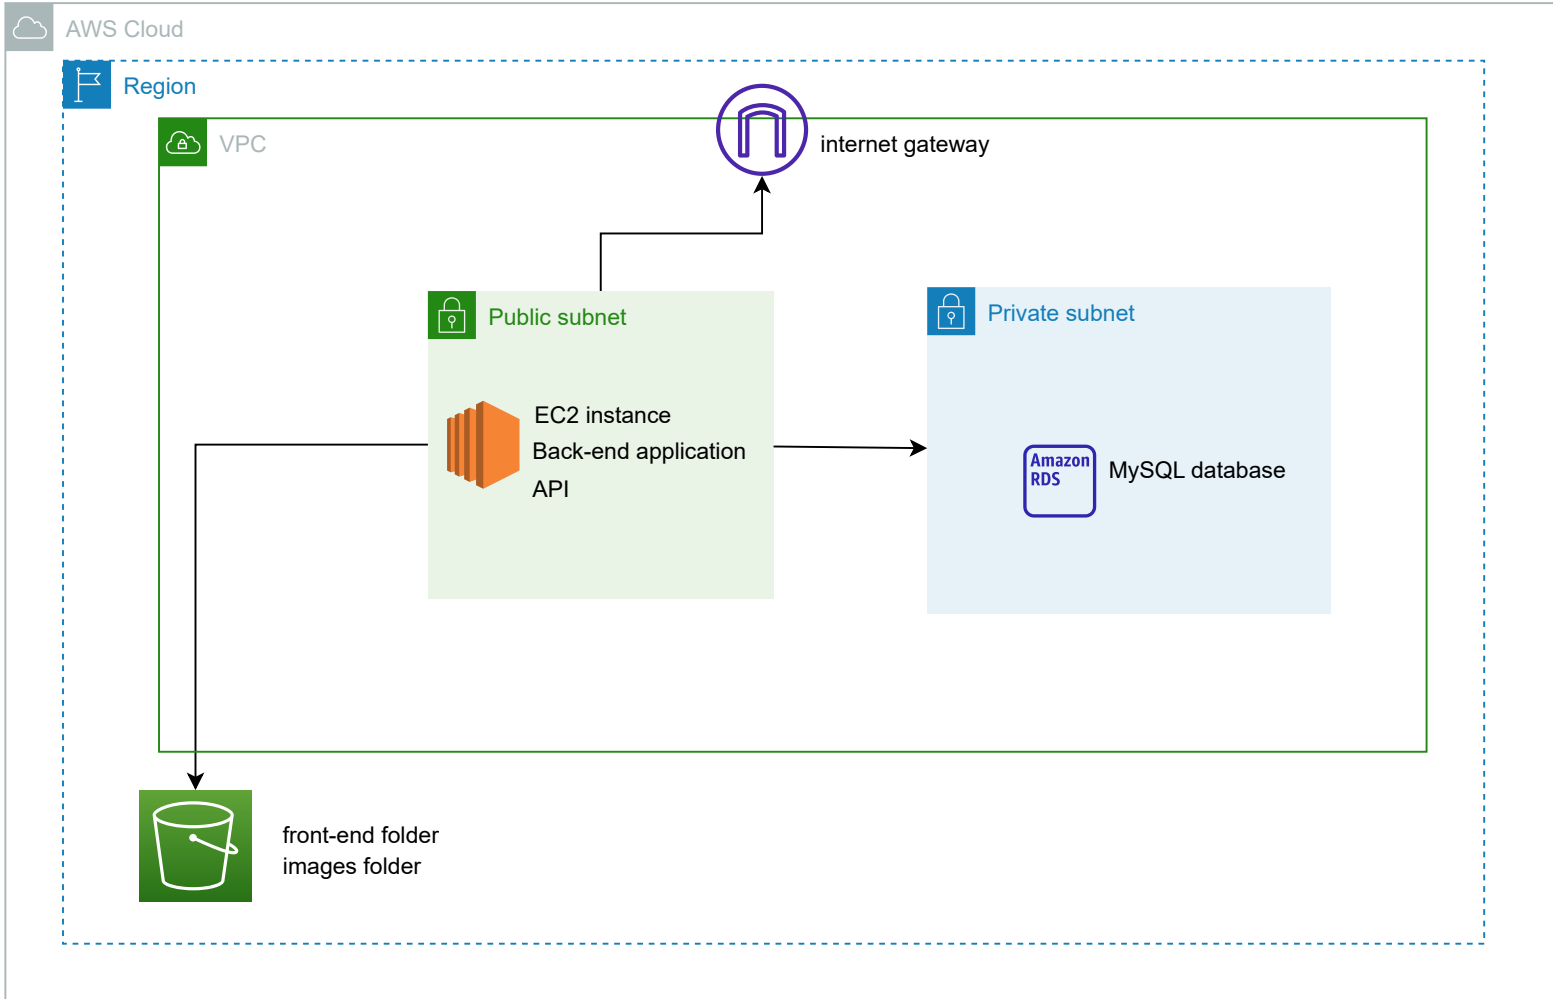 AWS Cloud
Region
VPC
internet gateway
Public subnet
Private subnet
EC2 instance
Back-end application
API
Amazon
RDS
MySQL database
front-end folder
images folder